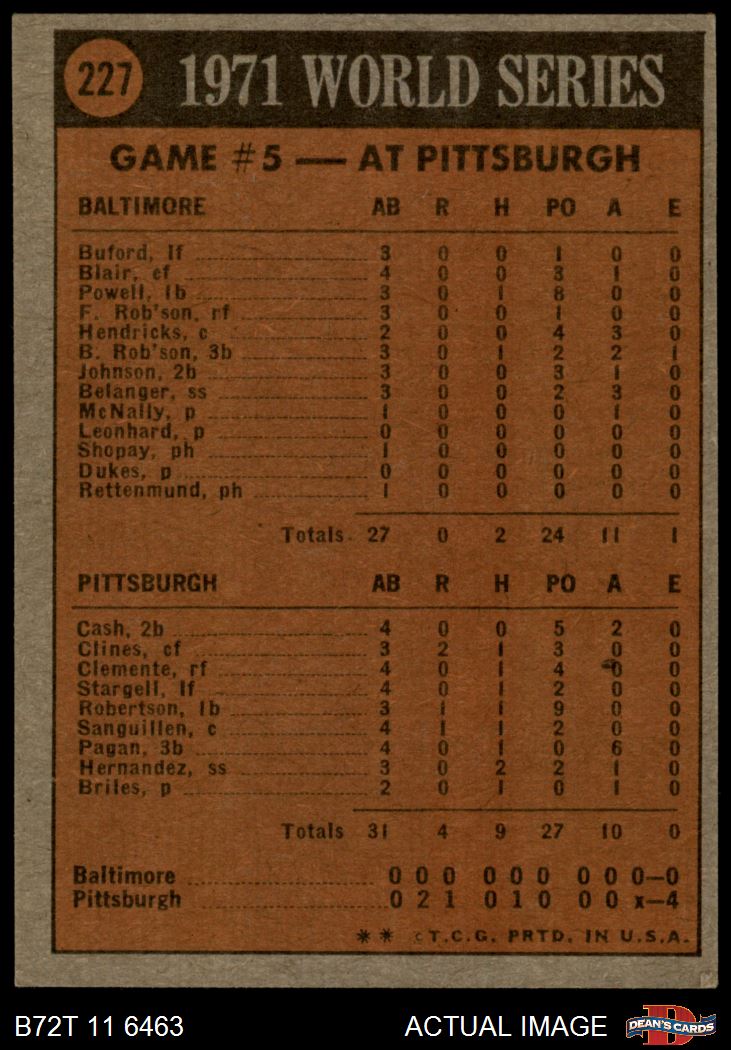 227 1971 WORLD SERIES
GAME #5 — AT PITTSBURGH
BALTIMORE AB R H PO A E
Buford, lf 3 0 0 1 0 0
Blair, cf 4 0 0 3 1 0
Powell, 1b 3 0 1 8 0 0
F. Rob'son, rf 3 0 0 1 0 0
Hendricks, c 2 0 0 4 3 0
B. Rob'son, 3b 3 0 1 2 2 1
Johnson, 2b 3 0 0 3 1 0
Belanger, ss 3 0 0 2 3 0
McNally, p 1 0 0 0 1 0
Leonhard, p 0 0 0 0 0 0
Shopay, ph 1 0 0 0 0 0
Dukes, p 0 0 0 0 0 0
Rettenmund, ph 1 0 0 0 0 0
Totals 27 0 2 24 11 1
PITTSBURGH AB R H PO A E
Cash, 2b 4 0 0 5 2 0
Clines, cf 3 2 1 3 0 0
Clemente, rf 4 0 1 4 0 0
Stargell, lf 4 0 1 2 0 0
Robertson, 1b 3 1 1 9 0 0
Sanguillen, c 4 1 1 2 0 0
Pagan, 3b 4 0 1 0 6 0
Hernandez, ss 3 0 2 2 1 0
Briles, p 2 0 1 0 1 0
Totals 31 4 9 27 10 0
Baltimore 0 0 0 0 0 0 0 0 0—0
Pittsburgh 0 2 1 0 1 0 0 0 x—4
** ©T.C.G. PRTD. IN U.S.A.
B72T 11 6463 ACTUAL IMAGE DEAN'S CARDS